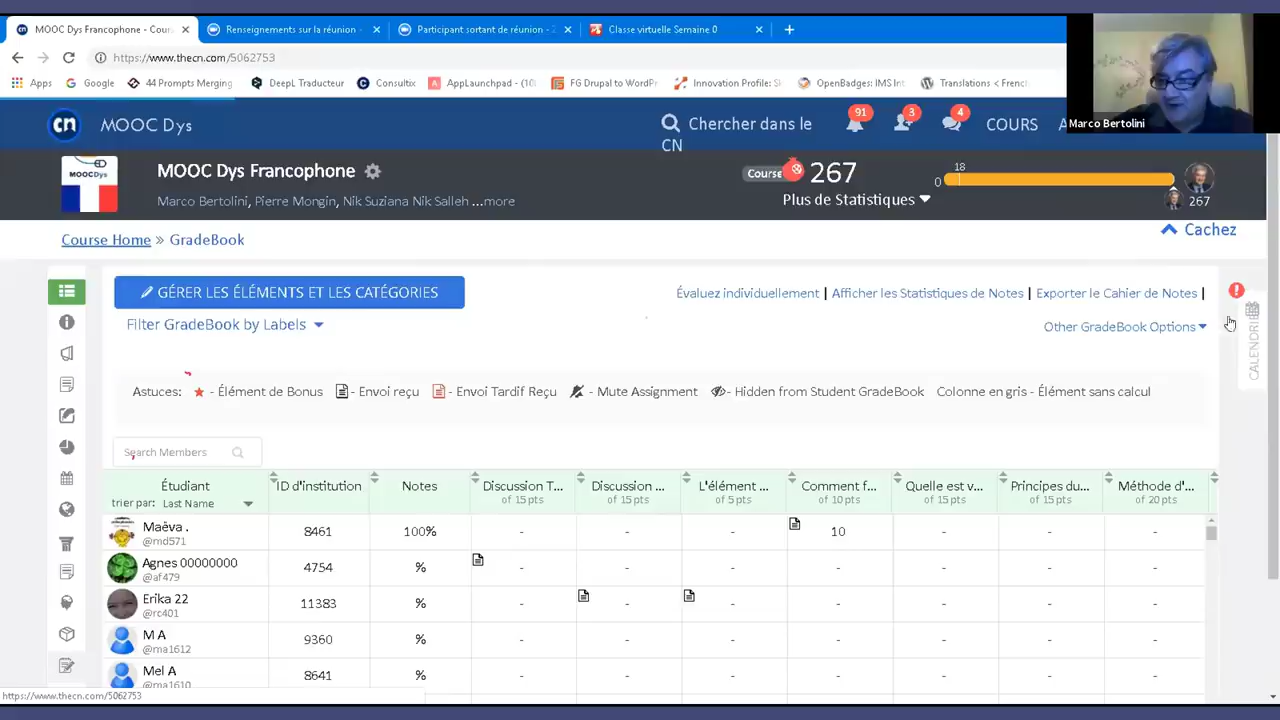 MOOC Dys Francophone - Cou
Renseignements sur la réunion -
Participant sortant de réunion - 2
Classe virtuelle Semaine 0
https://www.thecn.com/5062753
Apps
Google
44 Prompts Merging
DeepL Traducteur
Consultix
AppLaunchpad - (10
FG Drupal to WordPr
Innovation Profile: S
OpenBadges: IMS Int
Translations ‹ Frenc
Marco Bertolini
cn MOOC Dys
Chercher dans le CN
91
3
4
COURS
A
MOOCDys
MOOC Dys Francophone
Marco Bertolini, Pierre Mongin, Nik Suziana Nik Salleh ...more
Course
267
Plus de Statistiques
0
18
267
Course Home » GradeBook
Cachez
GÉRER LES ÉLÉMENTS ET LES CATÉGORIES
Évaluez individuellement | Afficher les Statistiques de Notes | Exporter le Cahier de Notes |
Filter GradeBook by Labels
Other GradeBook Options
CALENDRIE
Astuces: ★ - Élément de Bonus - Envoi reçu - Envoi Tardif Reçu - Mute Assignment - Hidden from Student GradeBook Colonne en gris - Élément sans calcul
Search Members
Étudiant
trier par: Last Name
ID d'institution
Notes
Discussion T...
of 15 pts
Discussion ...
of 15 pts
L'élément ...
of 5 pts
Comment f...
of 10 pts
Quelle est v...
of 15 pts
Principes du...
of 15 pts
Méthode d'...
of 20 pts
Maëva . 8461 100% - - - 10 - - -
@md571
Agnes 00000000 4754 % - - - - - - -
@af479
Erika 22 11383 % - - - - - - -
@rc401
M A 9360 % - - - - - - -
@ma1612
Mel A 8641 % - - - - - - -
@ma1610
https://www.thecn.com/5062753